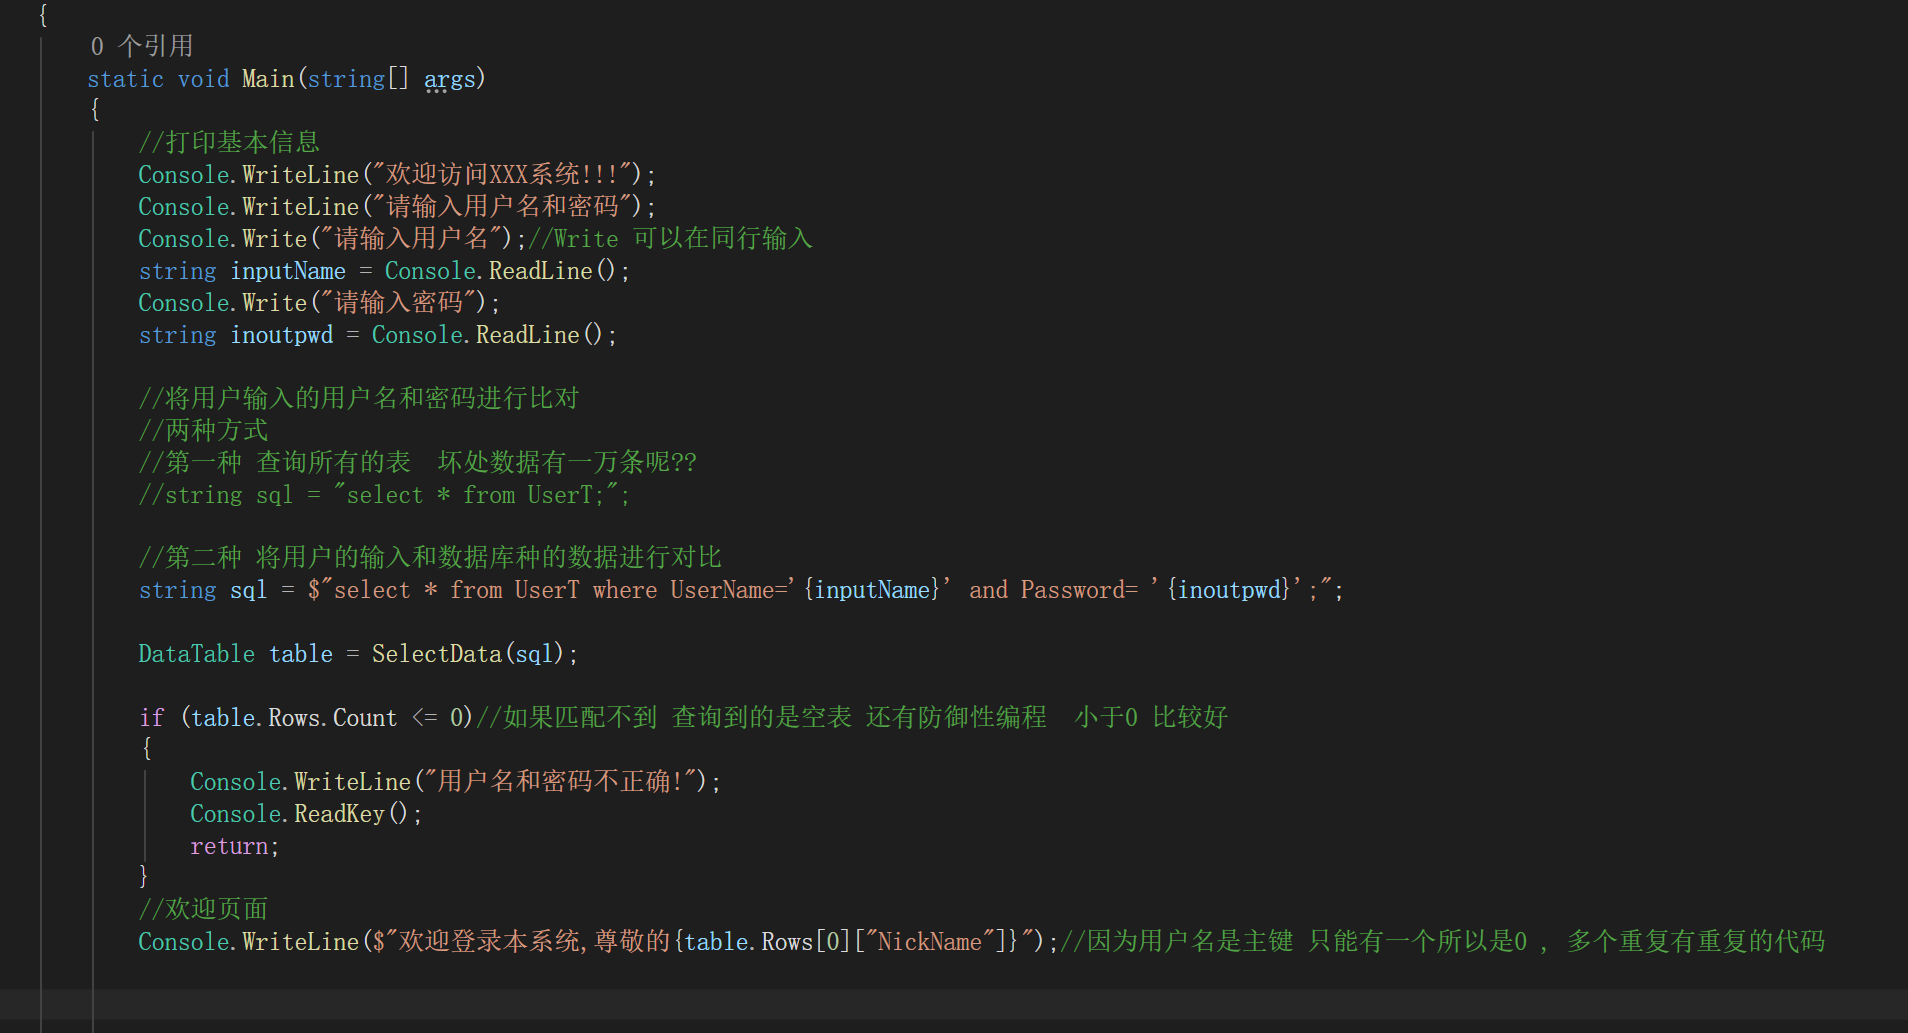 {
0 个引用
static void Main(string[] args)
{
//打印基本信息
Console.WriteLine("欢迎访问XXX系统!!!");
Console.WriteLine("请输入用户名和密码");
Console.Write("请输入用户名");//Write 可以在同行输入
string inputName = Console.ReadLine();
Console.Write("请输入密码");
string inoutpwd = Console.ReadLine();
//将用户输入的用户名和密码进行比对
//两种方式
//第一种 查询所有的表  坏处数据有一万条呢??
//string sql = "select * from UserT;";
//第二种 将用户的输入和数据库种的数据进行对比
string sql = $"select * from UserT where UserName='{inputName}' and Password= '{inoutpwd}';";
DataTable table = SelectData(sql);
if (table.Rows.Count <= 0)//如果匹配不到 查询到的是空表 还有防御性编程  小于0 比较好
{
Console.WriteLine("用户名和密码不正确!");
Console.ReadKey();
return;
}
//欢迎页面
Console.WriteLine($"欢迎登录本系统,尊敬的{table.Rows[0]["NickName"]}");//因为用户名是主键 只能有一个所以是0 , 多个重复有重复的代码